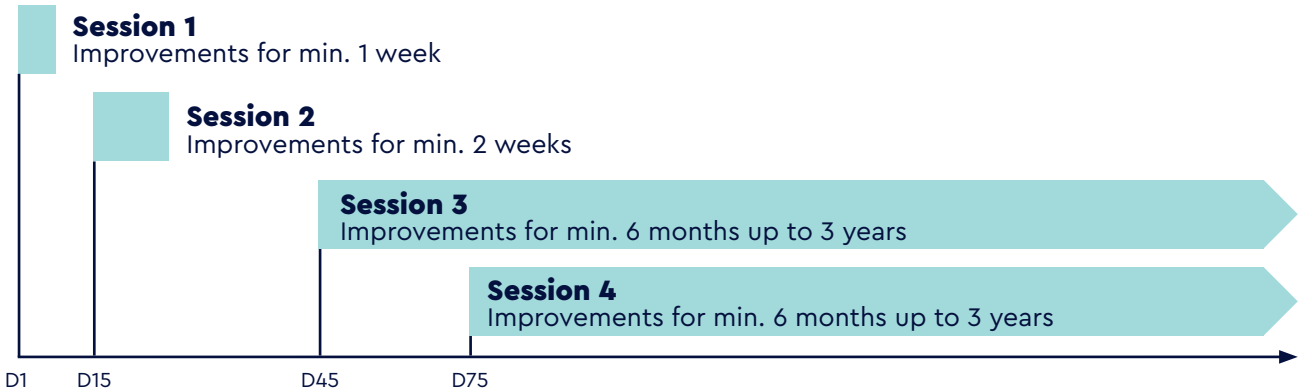 Session 1
Improvements for min. 1 week
Session 2
Improvements for min. 2 weeks
Session 3
Improvements for min. 6 months up to 3 years
Session 4
Improvements for min. 6 months up to 3 years
D1 D15 D45 D75